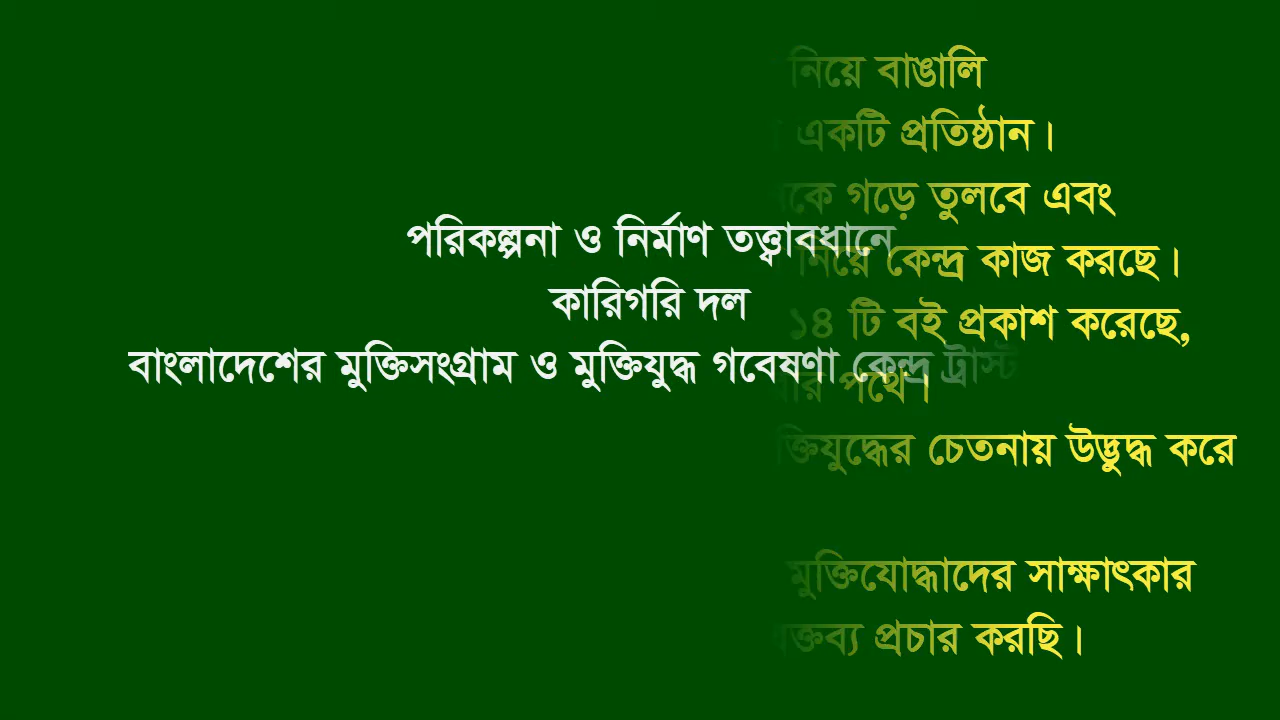 নিয়ে বাঙালি
একটি প্রতিষ্ঠান।
গড়ে তুলবে এবং
পরিকল্পনা ও নির্মাণ তত্ত্বাবধানে
নিয়ে কেন্দ্র কাজ করছে।
কারিগরি দল
১৪ টি বই প্রকাশ করেছে,
বাংলাদেশের মুক্তিসংগ্রাম ও মুক্তিযুদ্ধ গবেষণা কেন্দ্র ট্রাস্ট
পথে।
চেতনায় উদ্ভুদ্ধ করে
মুক্তিযোদ্ধাদের সাক্ষাৎকার
প্রচার করছি।